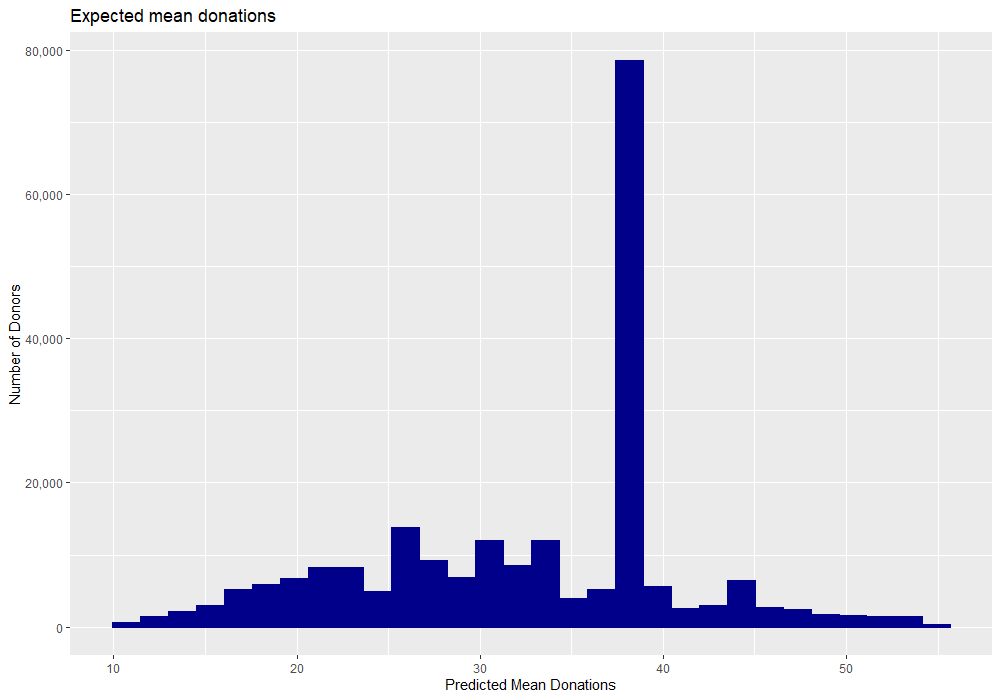 Expected mean donations
80,000
60,000
40,000
20,000
0
Number of Donors
10 20 30 40 50
Predicted Mean Donations